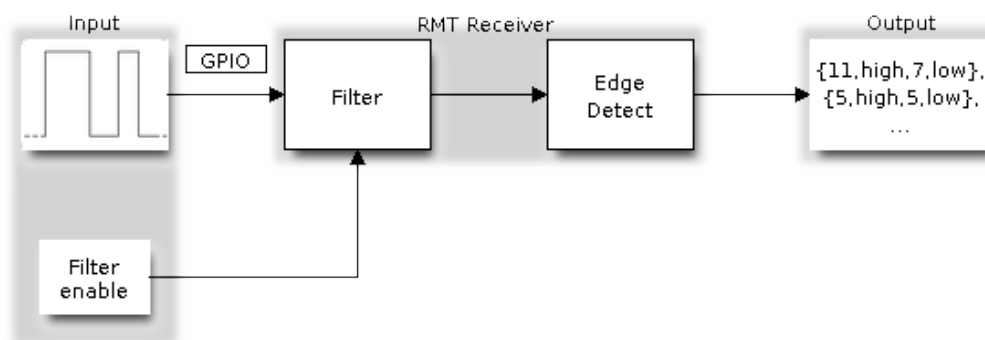 Input
RMT Receiver
Output
GPIO
Filter
Edge
Detect
{11,high,7,low},
{5,high,5,low},
...
Filter
enable